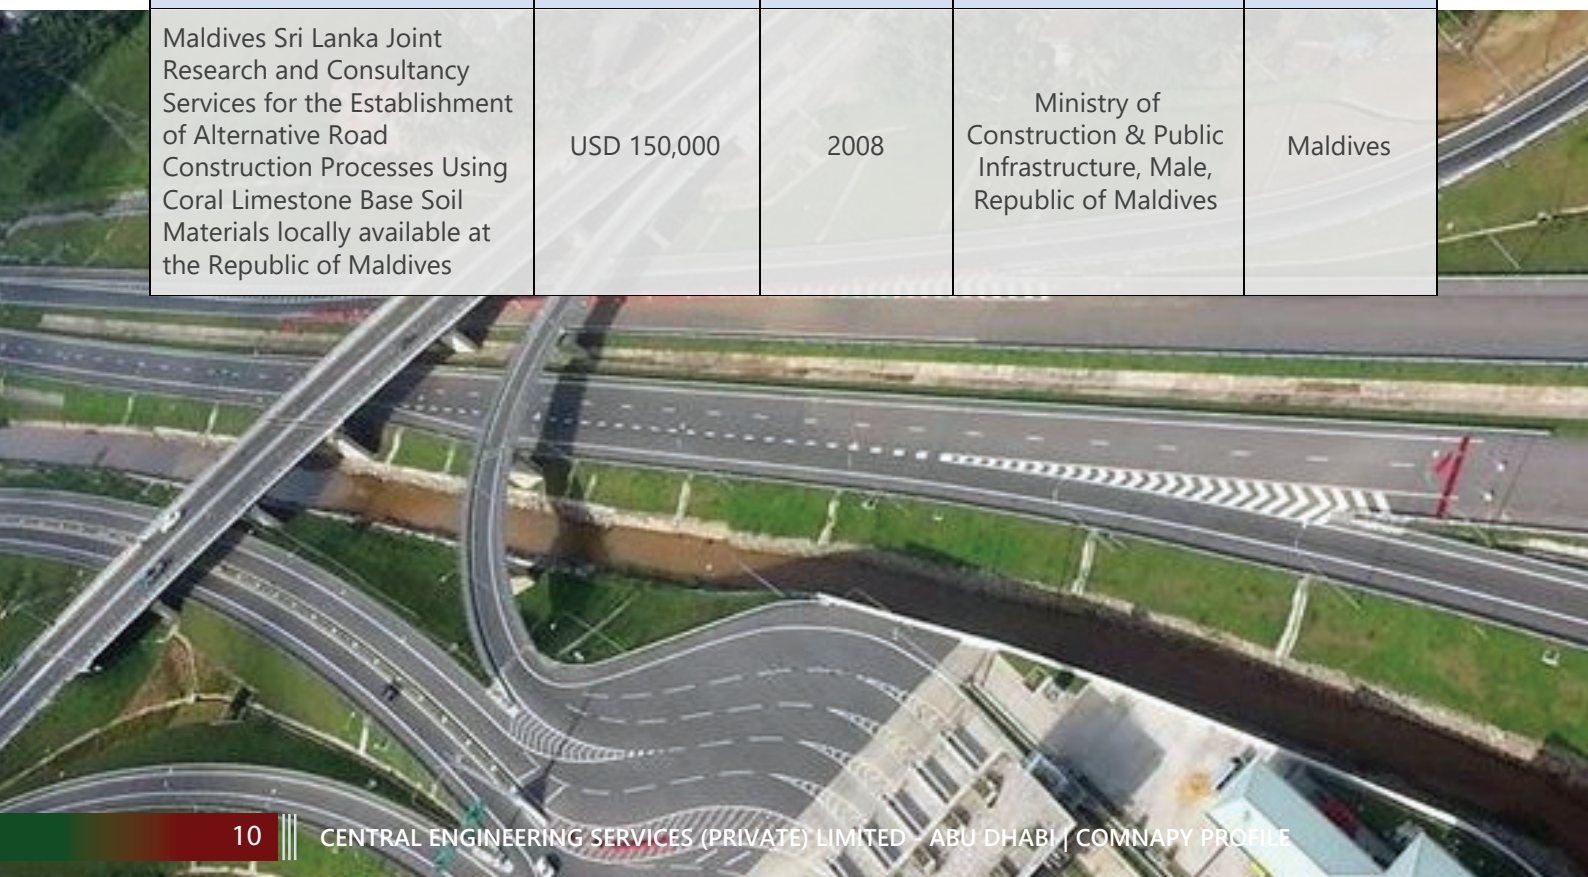 Maldives Sri Lanka Joint
Research and Consultancy
Services for the Establishment
of Alternative Road
Construction Processes Using
Coral Limestone Base Soil
Materials locally available at
the Republic of Maldives
USD 150,000
2008
Ministry of
Construction & Public
Infrastructure, Male,
Republic of Maldives
Maldives
10
CENTRAL ENGINEERING SERVICES (PRIVATE) LIMITED - ABU DHABI | COMNAPY PROFILE